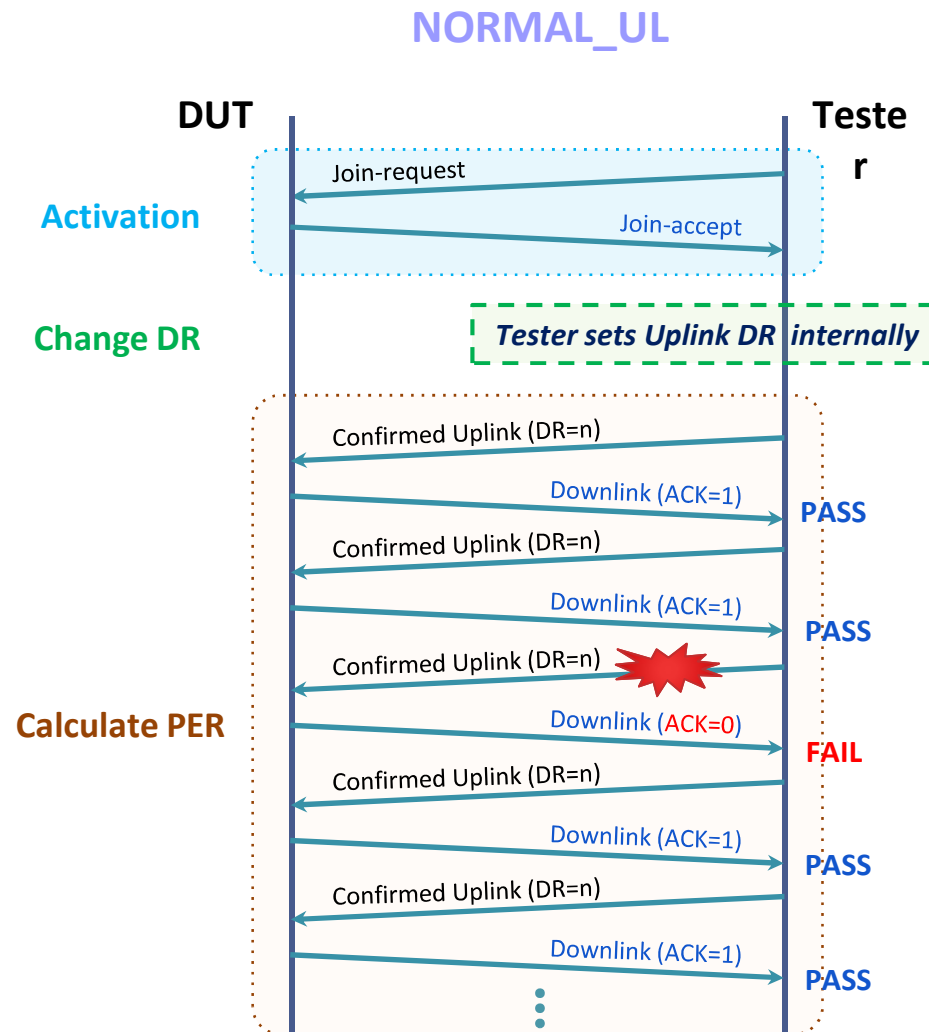 NORMAL_UL
DUT
Teste
r
Join-request
Activation
Join-accept
Change DR
Tester sets Uplink DR internally
Confirmed Uplink (DR=n)
Downlink (ACK=1)
PASS
Confirmed Uplink (DR=n)
Downlink (ACK=1)
PASS
Confirmed Uplink (DR=n)
Calculate PER
Downlink (ACK=0)
FAIL
Confirmed Uplink (DR=n)
Downlink (ACK=1)
PASS
Confirmed Uplink (DR=n)
Downlink (ACK=1)
PASS